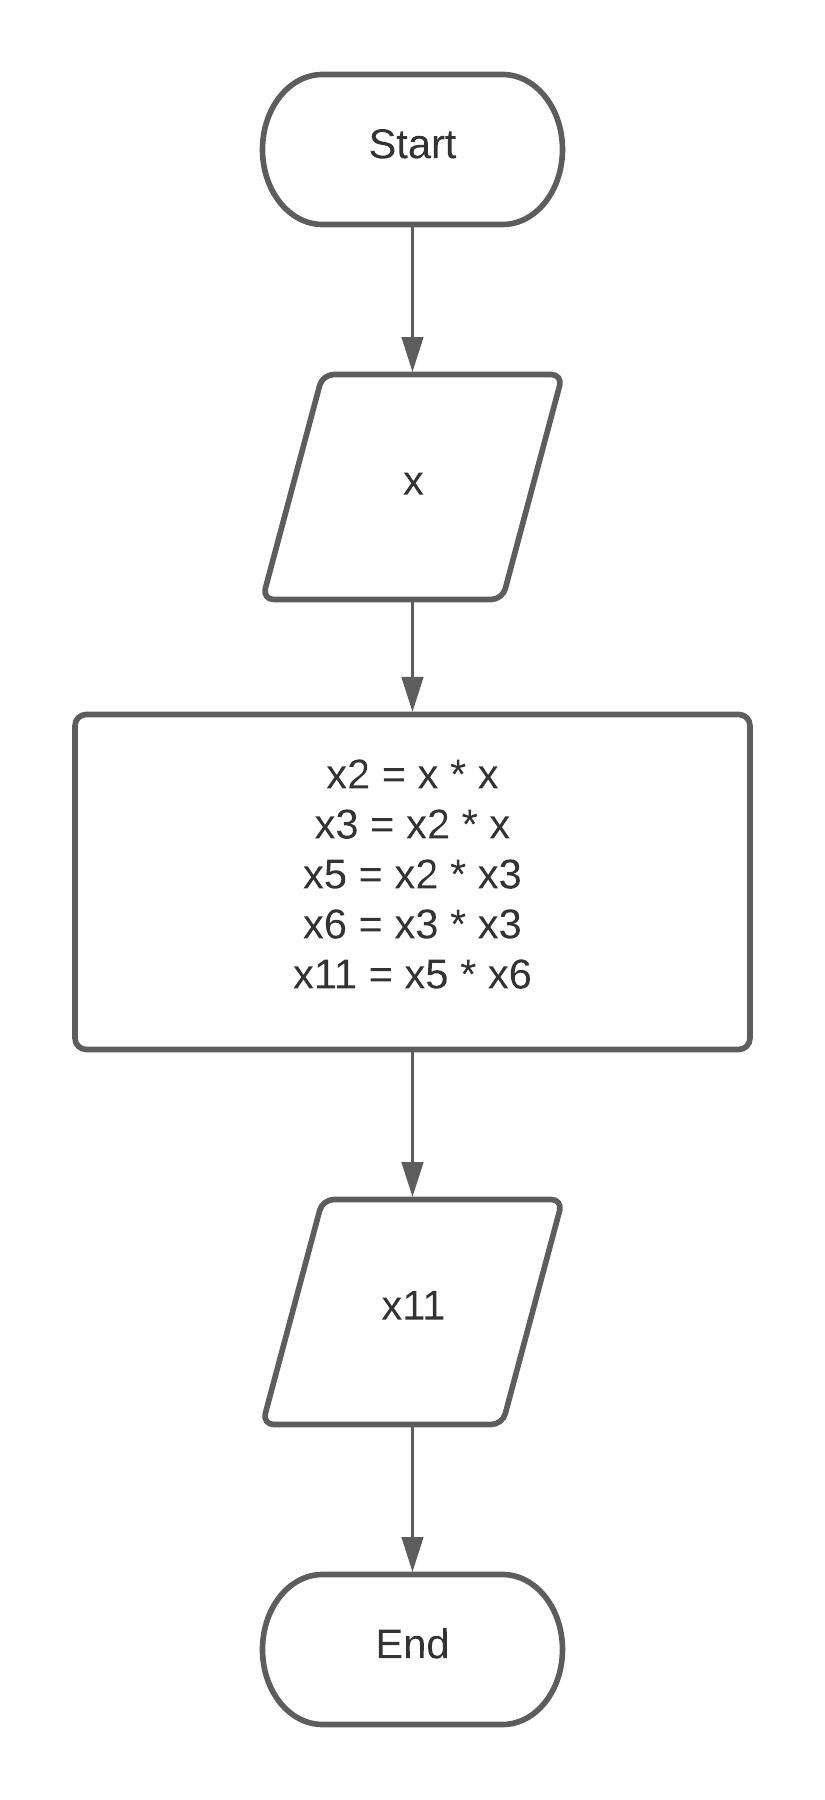 Start
x
x2 = x * x
x3 = x2 * x
x5 = x2 * x3
x6 = x3 * x3
x11 = x5 * x6
x11
End